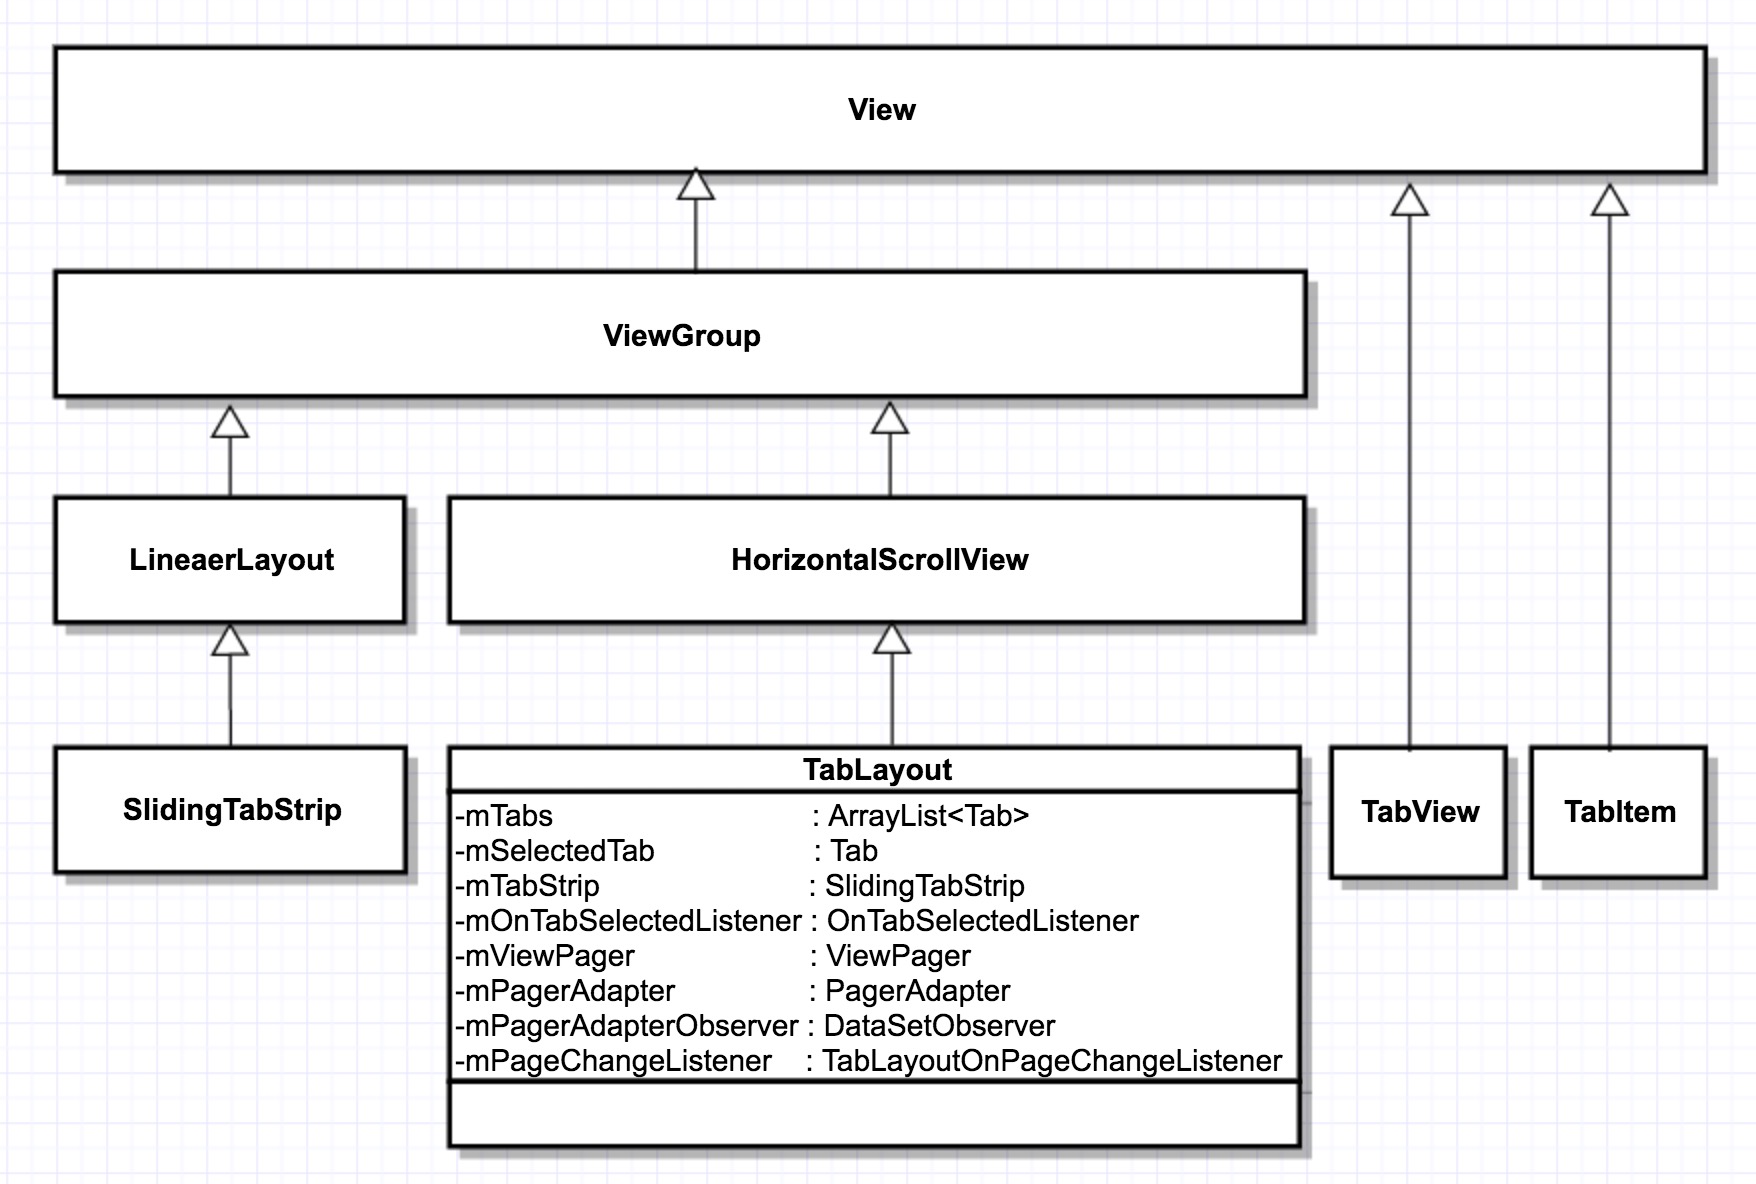 View
ViewGroup
LineaerLayout
HorizontalScrollView
SlidingTabStrip
TabLayout
-mTabs : ArrayList<Tab>
-mSelectedTab : Tab
-mTabStrip : SlidingTabStrip
-mOnTabSelectedListener : OnTabSelectedListener
-mViewPager : ViewPager
-mPagerAdapter : PagerAdapter
-mPagerAdapterObserver : DataSetObserver
-mPageChangeListener : TabLayoutOnPageChangeListener
TabView
TabItem